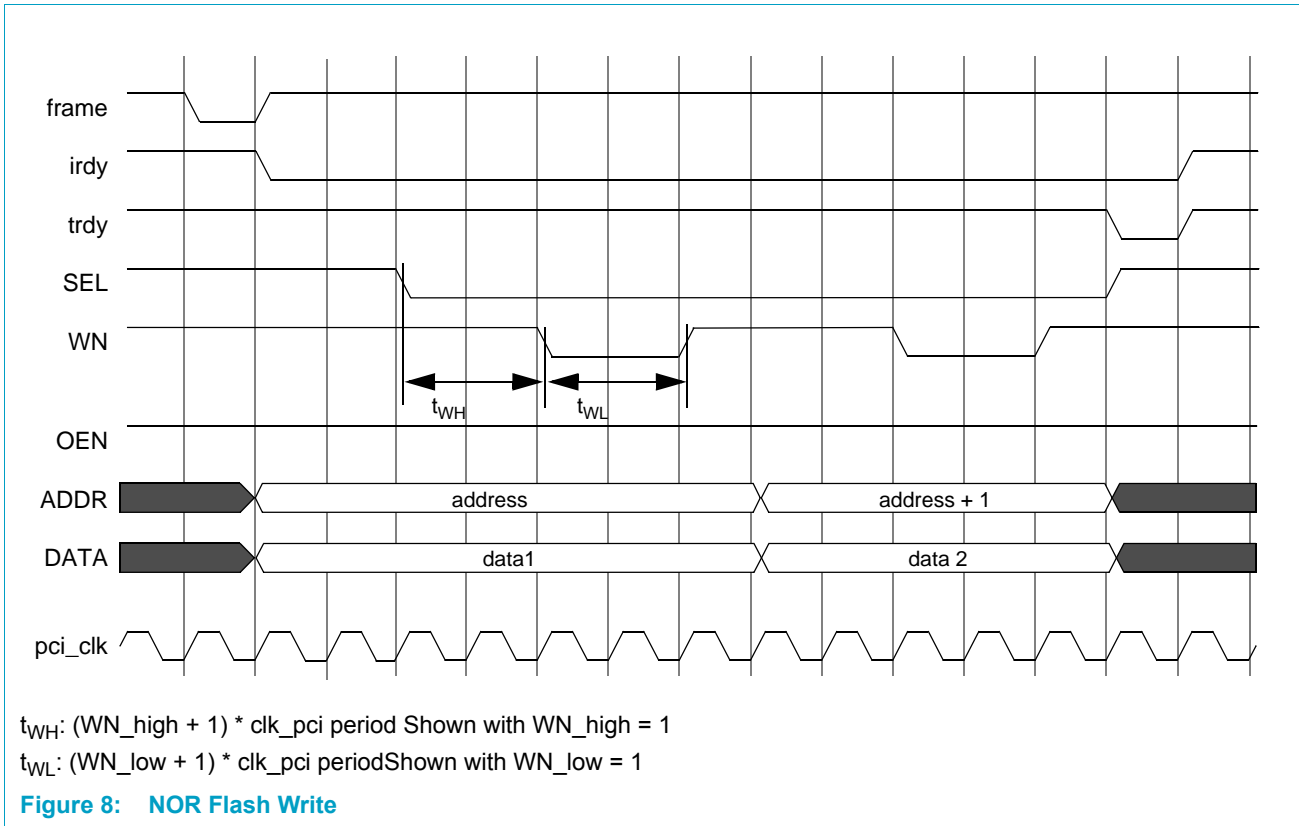 frame
irdy
trdy
SEL
WN
tWH
tWL
OEN
ADDR
address
address + 1
DATA
data1
data 2
pci_clk
tWH: (WN_high + 1) * clk_pci period Shown with WN_high = 1
tWL: (WN_low + 1) * clk_pci periodShown with WN_low = 1
Figure 8: NOR Flash Write